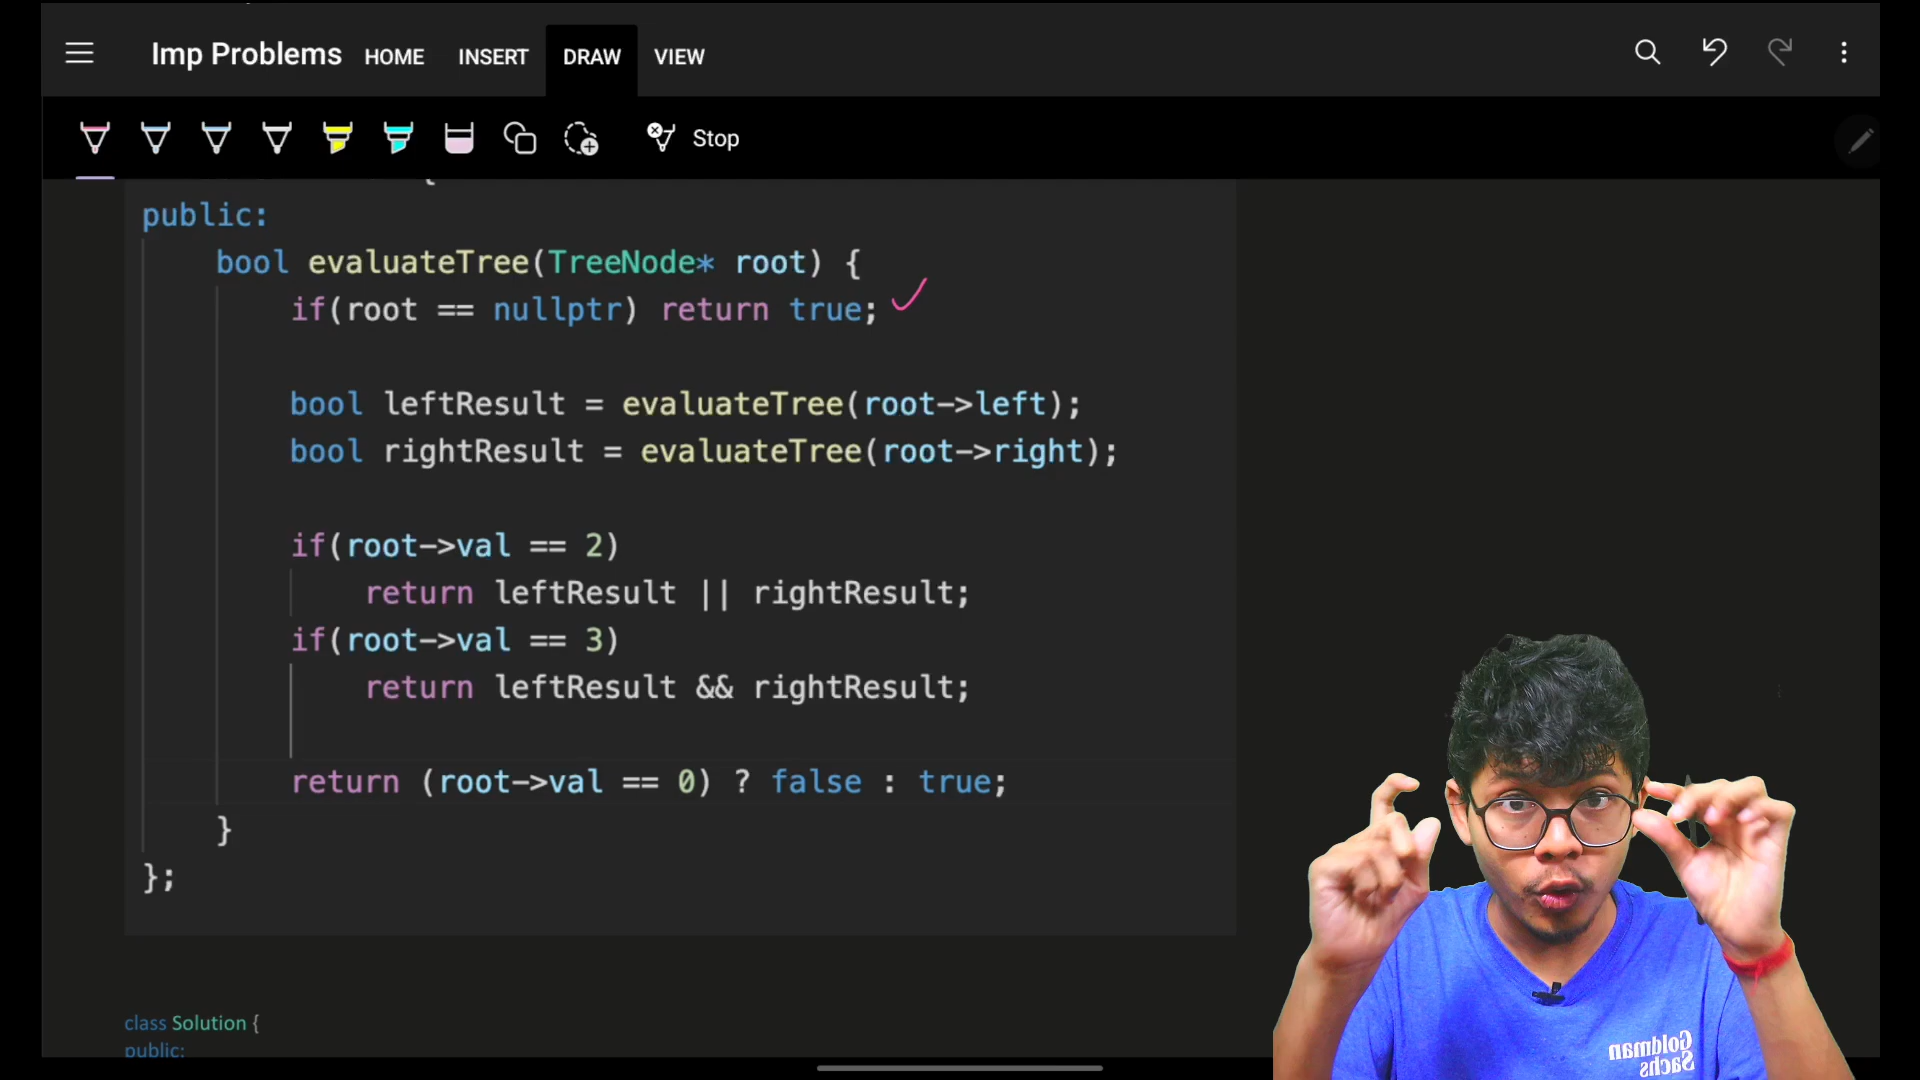 Imp Problems HOME INSERT DRAW VIEW
Stop
{
public:
bool evaluateTree(TreeNode* root) {
if(root == nullptr) return true;
bool leftResult = evaluateTree(root->left);
bool rightResult = evaluateTree(root->right);
if(root->val == 2)
return leftResult || rightResult;
if(root->val == 3)
return leftResult && rightResult;
return (root->val == 0) ? false : true;
}
};
class Solution {
public:
Goldman
Sachs